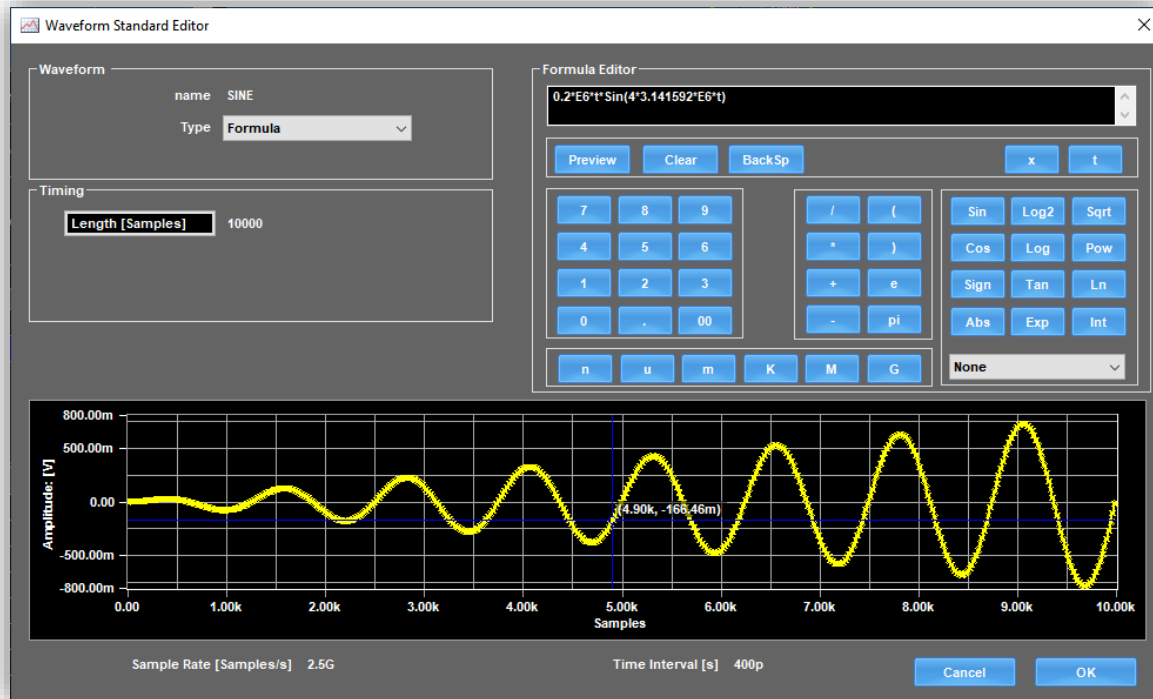 Waveform Standard Editor
Waveform
name SINE
Type Formula
Timing
Length [Samples] 10000
Formula Editor
0.2*E6*t*Sin(4*3.141592*E6*t)
Preview Clear BackSp x t
7 8 9 / ( Sin Log2 Sqrt
4 5 6 * ) Cos Log Pow
1 2 3 + e Sign Tan Ln
0 . 00 - pi Abs Exp Int
n u m K M G None
800.00m
500.00m
0.00
-500.00m
-800.00m
Amplitude: [V]
(4.90k, -166.46m)
0.00 1.00k 2.00k 3.00k 4.00k 5.00k 6.00k 7.00k 8.00k 9.00k 10.00k
Samples
Sample Rate [Samples/s] 2.5G Time Interval [s] 400p
Cancel OK